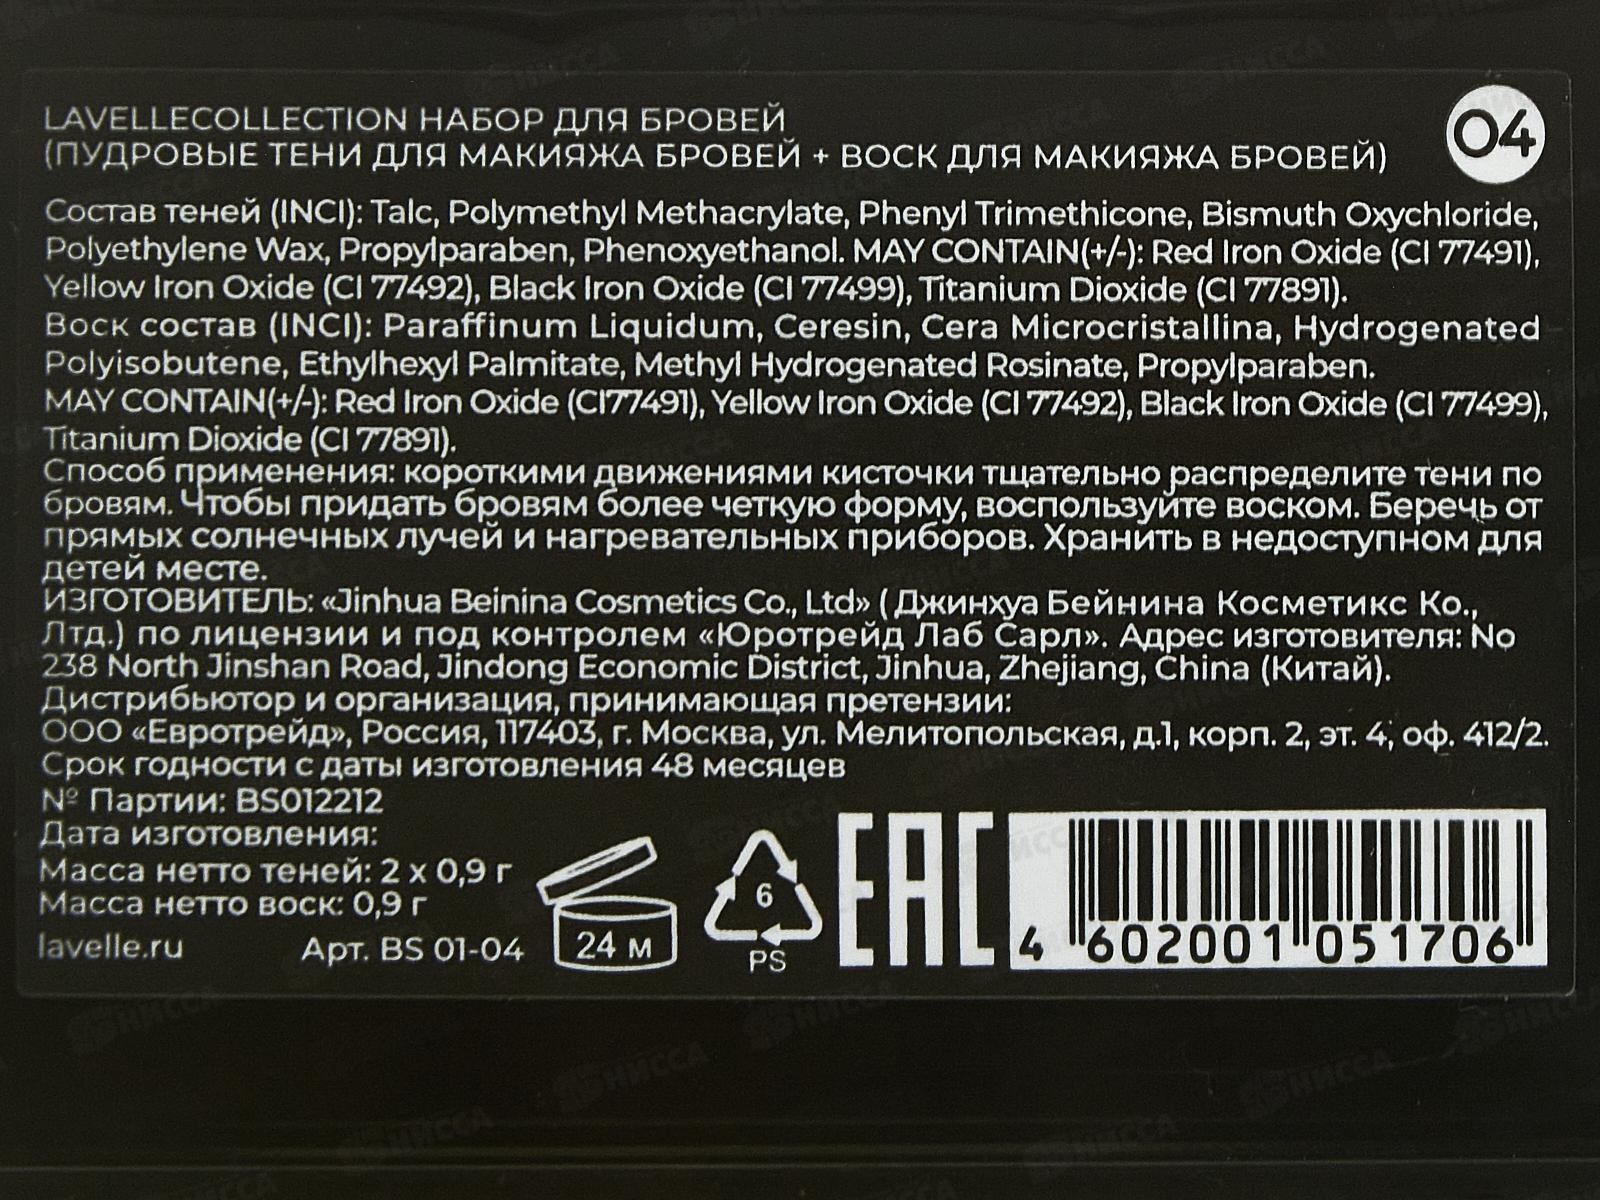 LAVELLECOLLECTION НАБОР ДЛЯ БРОВЕЙ
(ПУДРОВЫЕ ТЕНИ ДЛЯ МАКИЯЖА БРОВЕЙ + ВОСК ДЛЯ МАКИЯЖА БРОВЕЙ)
04
Состав теней (INCI): Talc, Polymethyl Methacrylate, Phenyl Trimethicone, Bismuth Oxychloride,
Polyethylene Wax, Propylparaben, Phenoxyethanol. MAY CONTAIN(+/-): Red Iron Oxide (CI 77491),
Yellow Iron Oxide (CI 77492), Black Iron Oxide (CI 77499), Titanium Dioxide (CI 77891).
Воск состав (INCI): Paraffinum Liquidum, Ceresin, Cera Microcristallina, Hydrogenated
Polyisobutene, Ethylhexyl Palmitate, Methyl Hydrogenated Rosinate, Propylparaben.
MAY CONTAIN(+/-): Red Iron Oxide (CI77491), Yellow Iron Oxide (CI 77492), Black Iron Oxide (CI 77499),
Titanium Dioxide (CI 77891).
Способ применения: короткими движениями кисточки тщательно распределите тени по
бровям. Чтобы придать бровям более четкую форму, воспользуйте воском. Беречь от
прямых солнечных лучей и нагревательных приборов. Хранить в недоступном для
детей месте.
ИЗГОТОВИТЕЛЬ: «Jinhua Beinina Cosmetics Co., Ltd» ( Джинхуа Бейнина Косметикс Ко.,
Лтд.) по лицензии и под контролем «Юротрейд Лаб Сарл». Адрес изготовителя: No
238 North Jinshan Road, Jindong Economic District, Jinhua, Zhejiang, China (Китай).
Дистрибьютор и организация, принимающая претензии:
ООО «Евротрейд», Россия, 117403, г. Москва, ул. Мелитопольская, д.1, корп. 2, эт. 4, оф. 412/2.
Срок годности с даты изготовления 48 месяцев
№ Партии: BS012212
Дата изготовления:
Масса нетто теней: 2 x 0,9 г
Масса нетто воск: 0,9 г
lavelle.ru Арт. BS 01-04
24 м
6
PS
ЕАС
4 602001 051706
НИССА